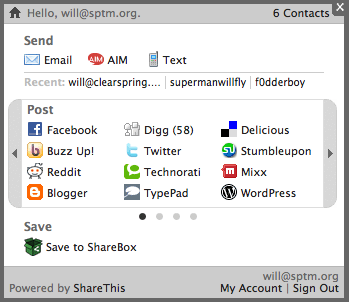 Hello, will@sptm.org. 6 Contacts X
Send
Email AIM Text
Recent: will@clearspring.... supermanwillfly f0dderboy
Post
Facebook Digg (58) Delicious
Buzz Up! Twitter Stumbleupon
Reddit Technorati Mixx
Blogger TypePad WordPress
Save
Save to ShareBox
will@sptm.org
Powered by ShareThis My Account | Sign Out